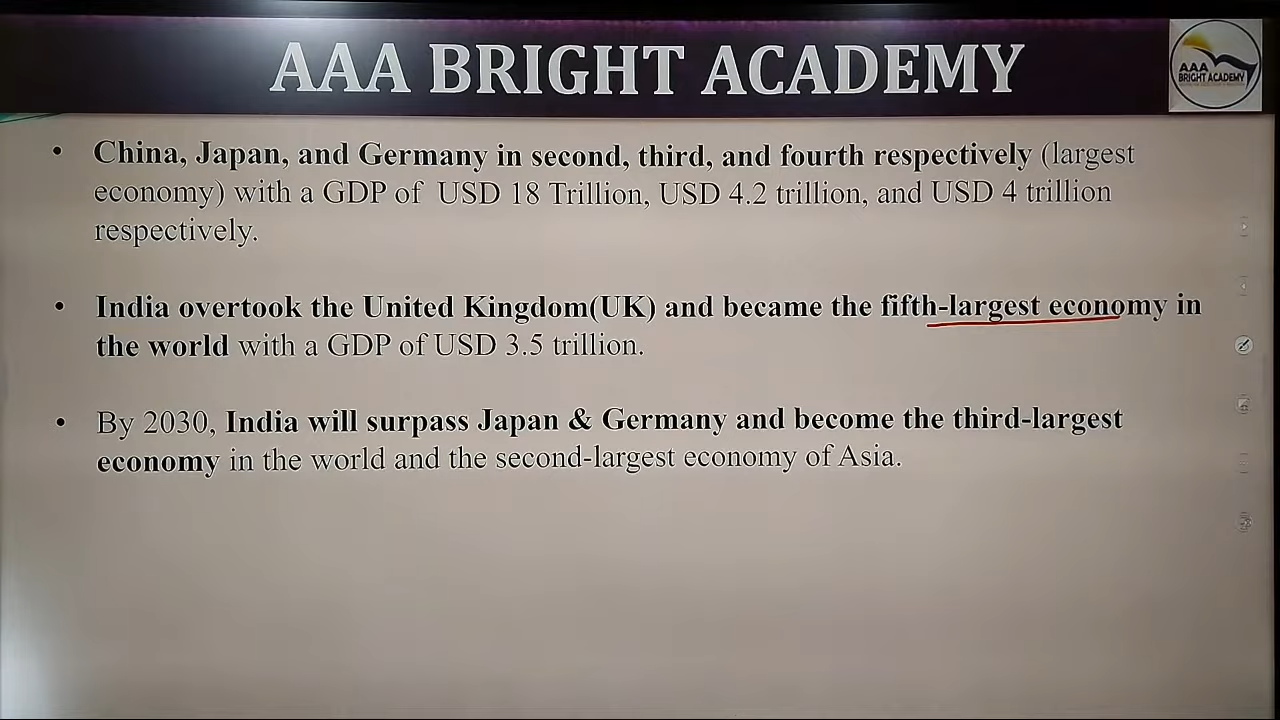 AAA BRIGHT ACADEMY
AAA
BRIGHT ACADEMY
• China, Japan, and Germany in second, third, and fourth respectively (largest
economy) with a GDP of USD 18 Trillion, USD 4.2 trillion, and USD 4 trillion
respectively.
• India overtook the United Kingdom(UK) and became the fifth-largest economy in
the world with a GDP of USD 3.5 trillion.
• By 2030, India will surpass Japan & Germany and become the third-largest
economy in the world and the second-largest economy of Asia.